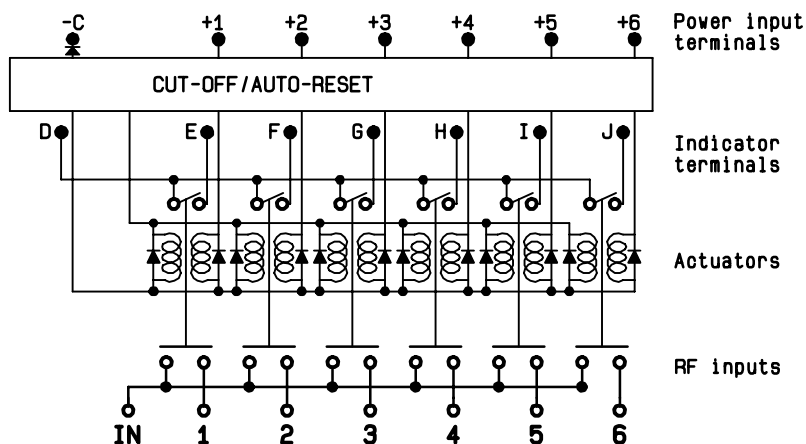 -C +1 +2 +3 +4 +5 +6 Power input
terminals
CUT-OFF/AUTO-RESET
D E F G H I J Indicator
terminals
Actuators
RF inputs
IN 1 2 3 4 5 6